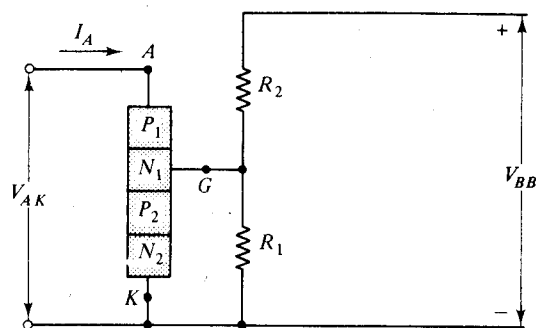 I_A
A
+
R_2
P_1
N_1
G
V_AK
V_BB
P_2
R_1
N_2
K
−